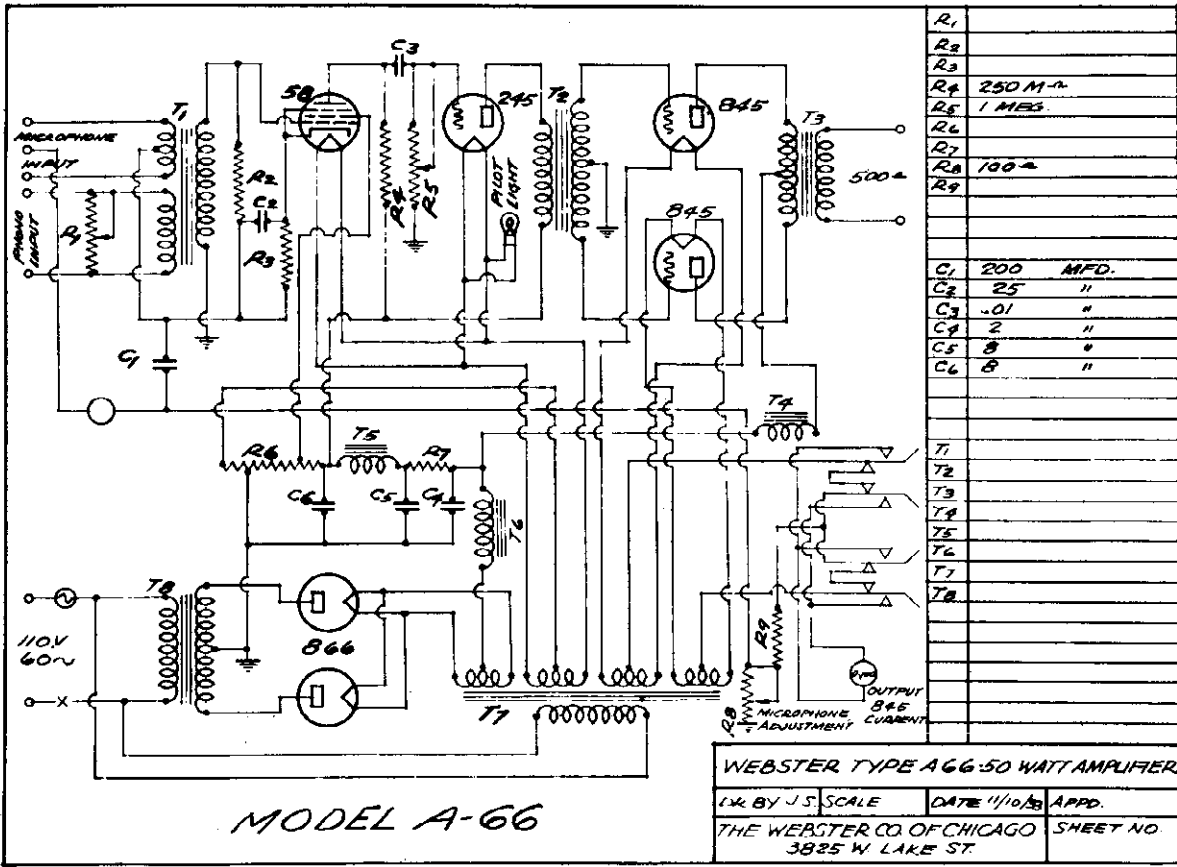 C3
58
245
T2
845
T3
T1
MICROPHONE
INPUT
R2
C2
R3
R4
R5
PILOT
LIGHT
845
500 Ω
PHONO
INPUT
R1
C1
T4
R6
T5
R7
C6
C5
C4
T6
T8
110 V
60~
866
T7
R9
R8
MICROPHONE
ADJUSTMENT
OUTPUT
845
CURRENT
R1
R2
R3
R4 250 M Ω
R5 1 MEG.
R6
R7
R8 100 Ω
R9
C1 200 MFD.
C2 25 "
C3 .01 "
C4 2 "
C5 8 "
C6 8 "
T1
T2
T3
T4
T5
T6
T7
T8
MODEL A-66
WEBSTER TYPE A66-50 WATT AMPLIFIER
DR. BY J S. SCALE DATE 11/10/ APPD.
THE WEBSTER CO. OF CHICAGO SHEET NO
3825 W. LAKE ST.